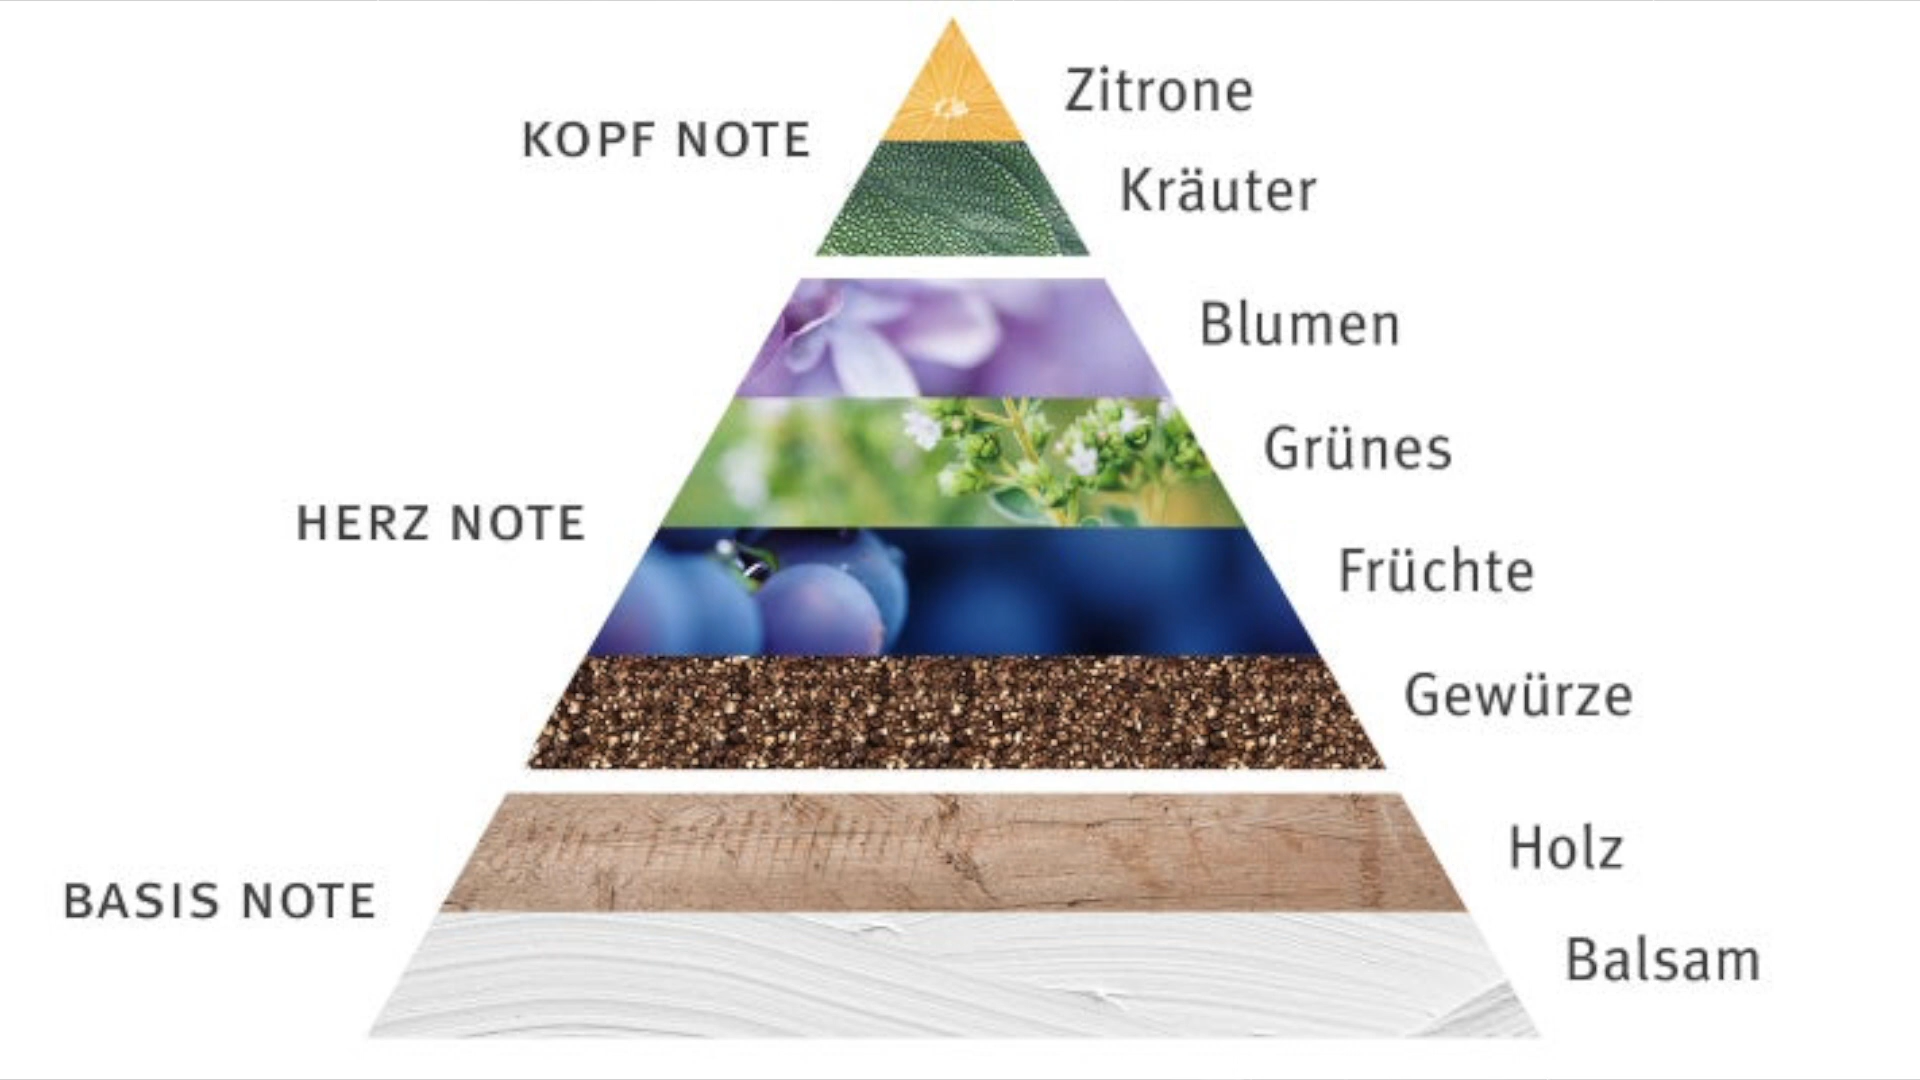 Zitrone
KOPF NOTE
Kräuter
Blumen
Grünes
HERZ NOTE
Früchte
Gewürze
Holz
BASIS NOTE
Balsam